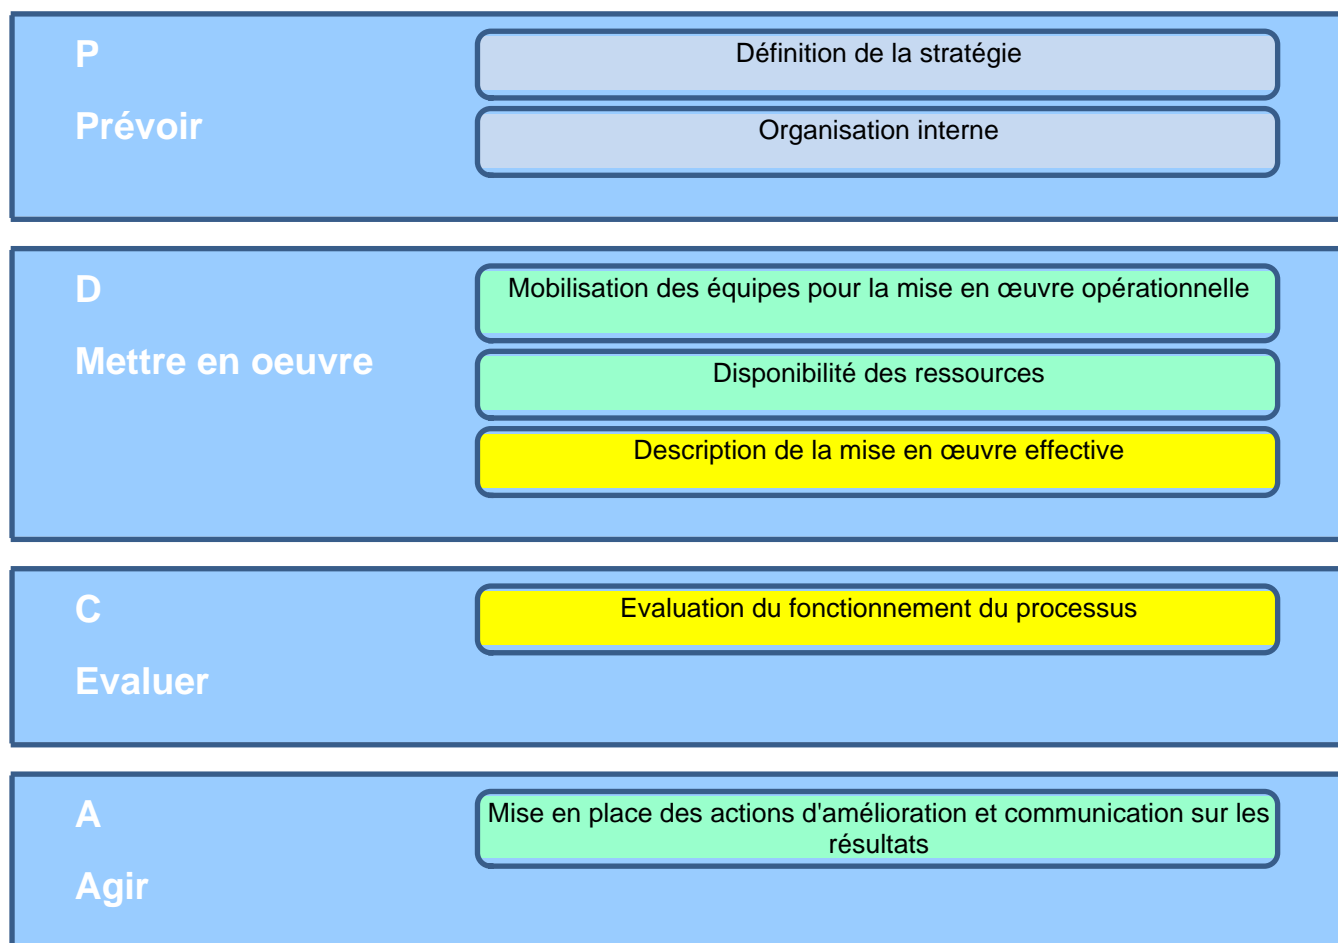 P
Prévoir
Définition de la stratégie
Organisation interne
D
Mettre en oeuvre
Mobilisation des équipes pour la mise en œuvre opérationnelle
Disponibilité des ressources
Description de la mise en œuvre effective
C
Evaluer
Evaluation du fonctionnement du processus
A
Agir
Mise en place des actions d'amélioration et communication sur les
résultats